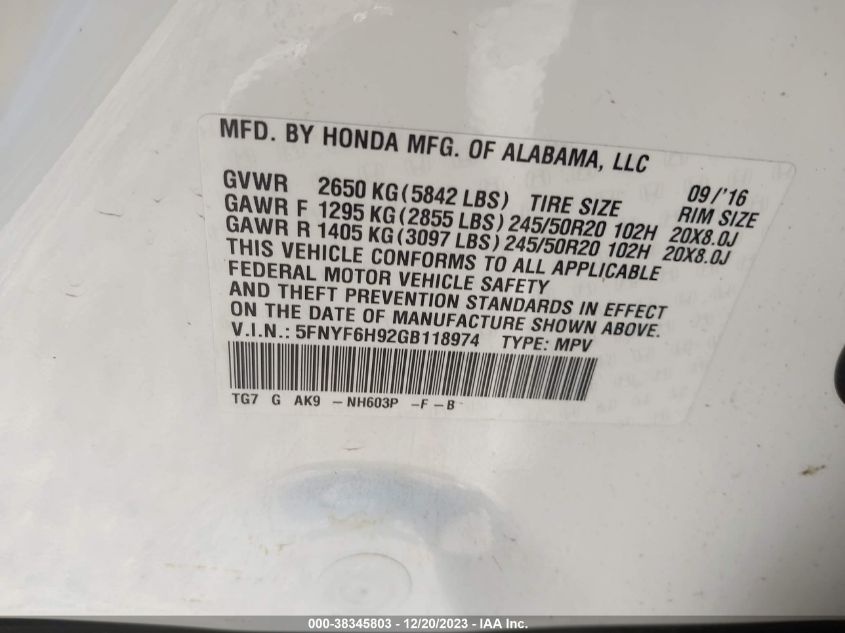 MFD. BY HONDA MFG. OF ALABAMA, LLC
GVWR 2650 KG (5842 LBS) TIRE SIZE 09/'16 RIM SIZE
GAWR F 1295 KG (2855 LBS) 245/50R20 102H 20X8.0J
GAWR R 1405 KG (3097 LBS) 245/50R20 102H 20X8.0J
THIS VEHICLE CONFORMS TO ALL APPLICABLE
FEDERAL MOTOR VEHICLE SAFETY
AND THEFT PREVENTION STANDARDS IN EFFECT
ON THE DATE OF MANUFACTURE SHOWN ABOVE.
V.I.N.: 5FNYF6H92GB118974 TYPE: MPV
TG7 G AK9 -NH603P -F-B
000-38345803 - 12/20/2023 - IAA Inc.